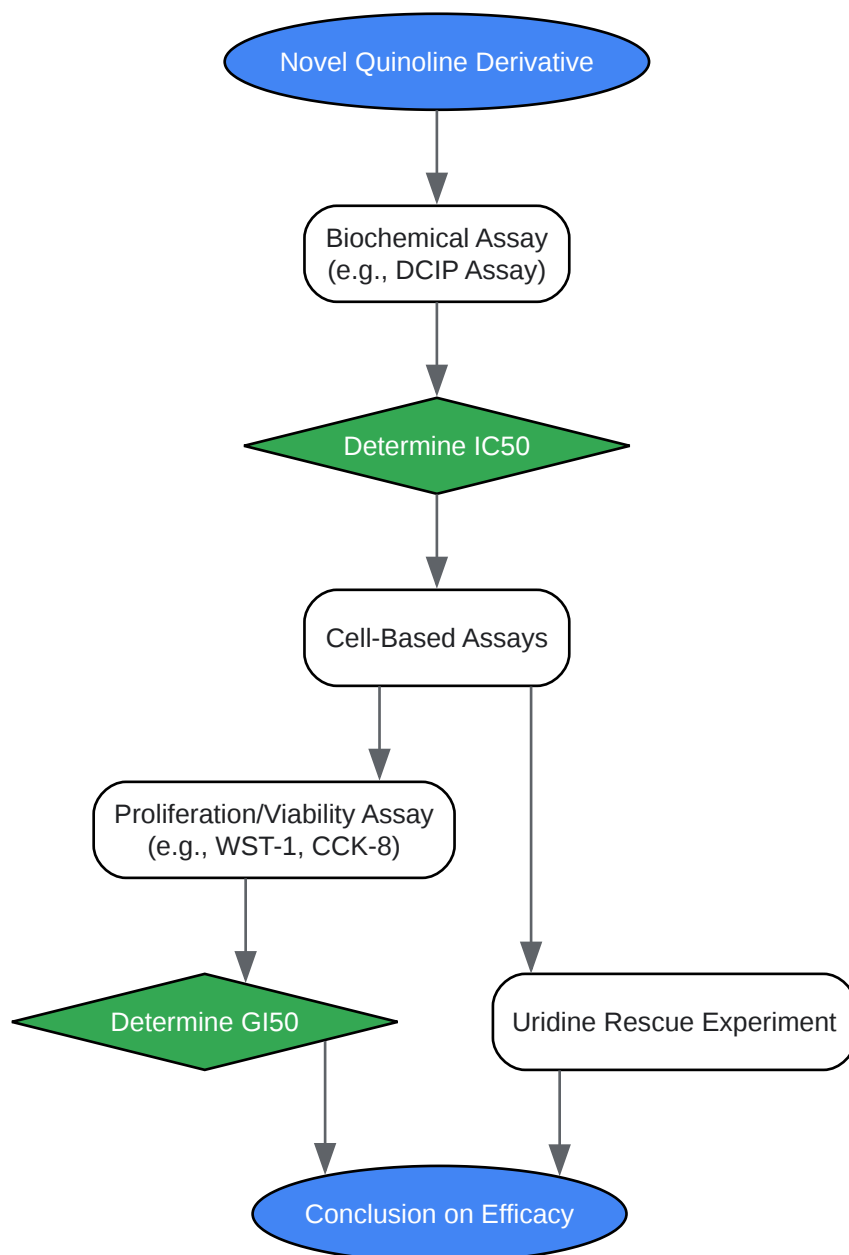 Novel Quinoline Derivative
Biochemical Assay
(e.g., DCIP Assay)
Determine IC50
Cell-Based Assays
Proliferation/Viability Assay
(e.g., WST-1, CCK-8)
Determine GI50
Uridine Rescue Experiment
Conclusion on Efficacy